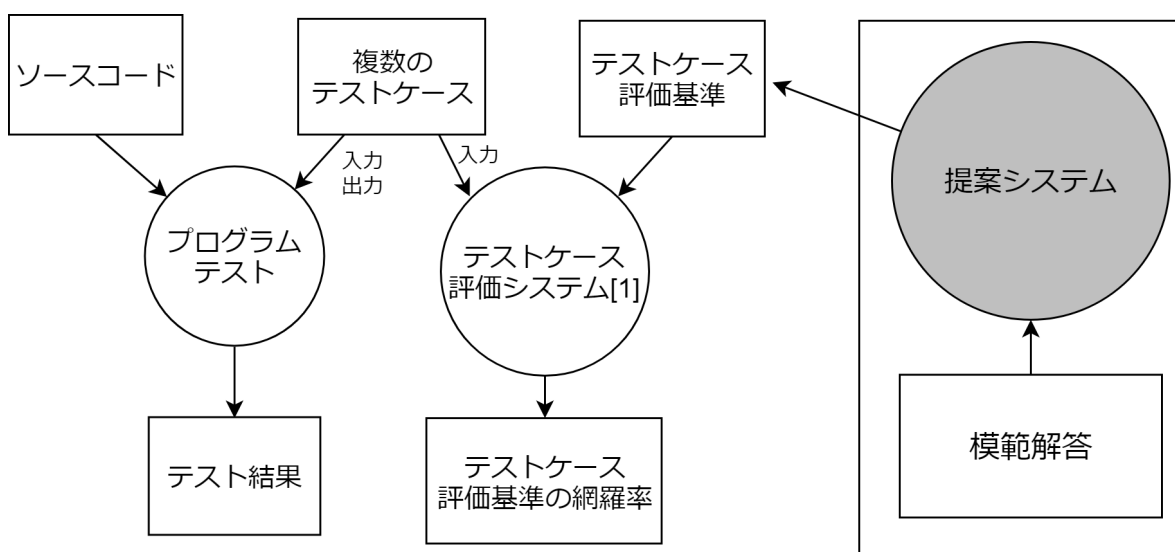 ソースコード
複数の
テストケース
テストケース
評価基準
提案システム
入力
出力
入力
プログラム
テスト
テストケース
評価システム[1]
テスト結果
テストケース
評価基準の網羅率
模範解答